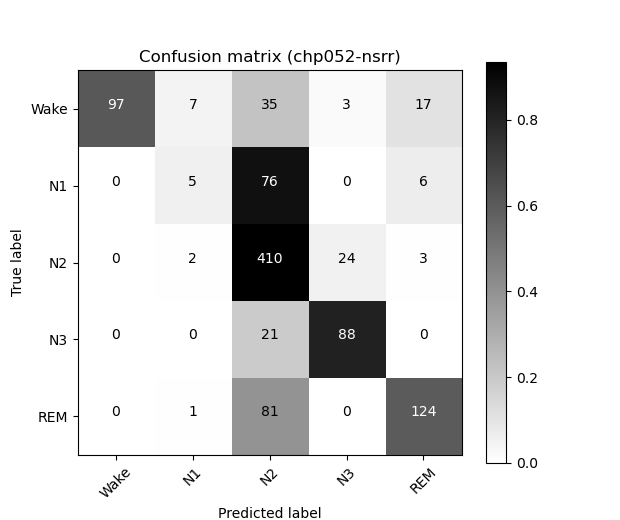 Confusion matrix (chp052-nsrr)
Wake 97 7 35 3 17
N1 0 5 76 0 6
N2 0 2 410 24 3
N3 0 0 21 88 0
REM 0 1 81 0 124
Wake N1 N2 N3 REM
Predicted label
True label
0.8
0.6
0.4
0.2
0.0